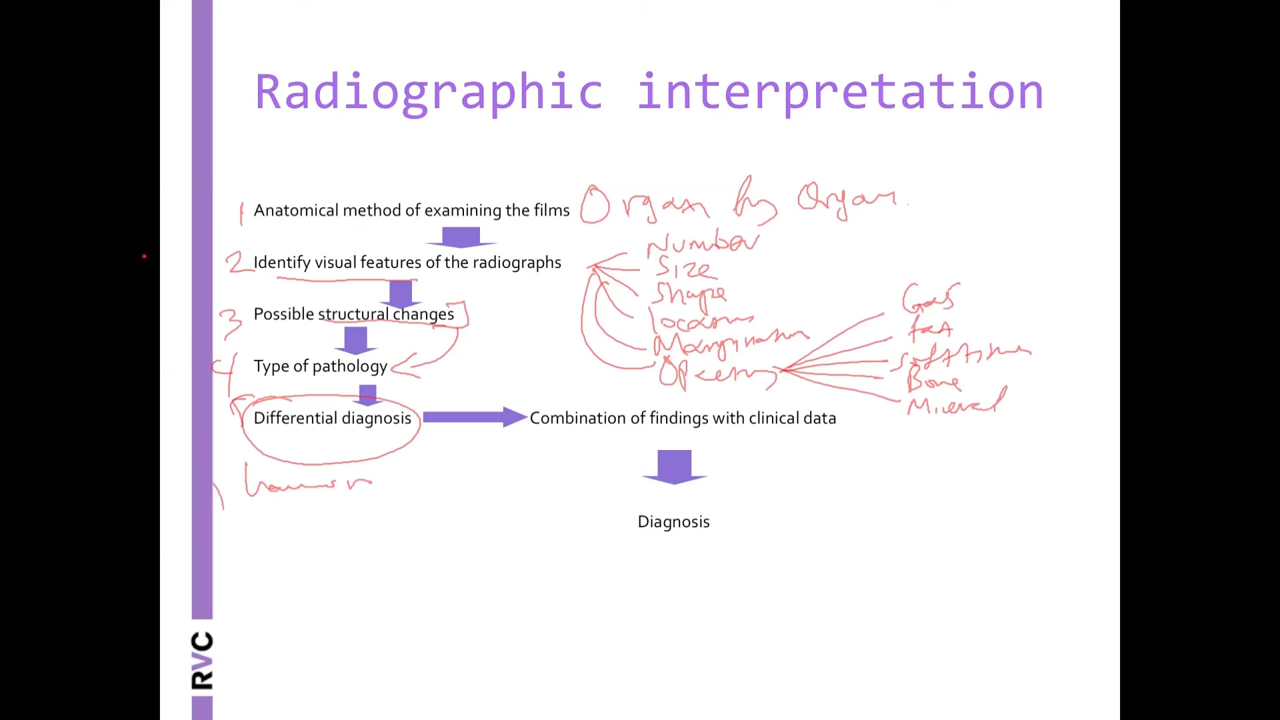 Radiographic interpretation
1 Anatomical method of examining the films Organ by Organ
Number
2 Identify visual features of the radiographs
Size
Shape
Gas
3 Possible structural changes
Location
Fat
Margination
Soft tissue
4 Type of pathology
Opacity
Bone
Mineral
Differential diagnosis
Combination of findings with clinical data
Diagnosis
RVC